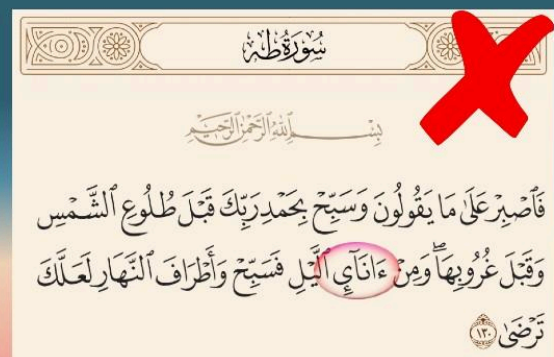 سُورَةُ طه
بِسْمِ ٱللَّهِ ٱلرَّحْمَٰنِ ٱلرَّحِيمِ
فَٱصْبِرْ عَلَىٰ مَا يَقُولُونَ وَسَبِّحْ بِحَمْدِ رَبِّكَ قَبْلَ طُلُوعِ ٱلشَّمْسِ
وَقَبْلَ غُرُوبِهَاۖ وَمِنْ ءَانَآيِٕ ٱلَّيْلِ فَسَبِّحْ وَأَطْرَافَ ٱلنَّهَارِ لَعَلَّكَ
تَرْضَىٰ ١٣٠